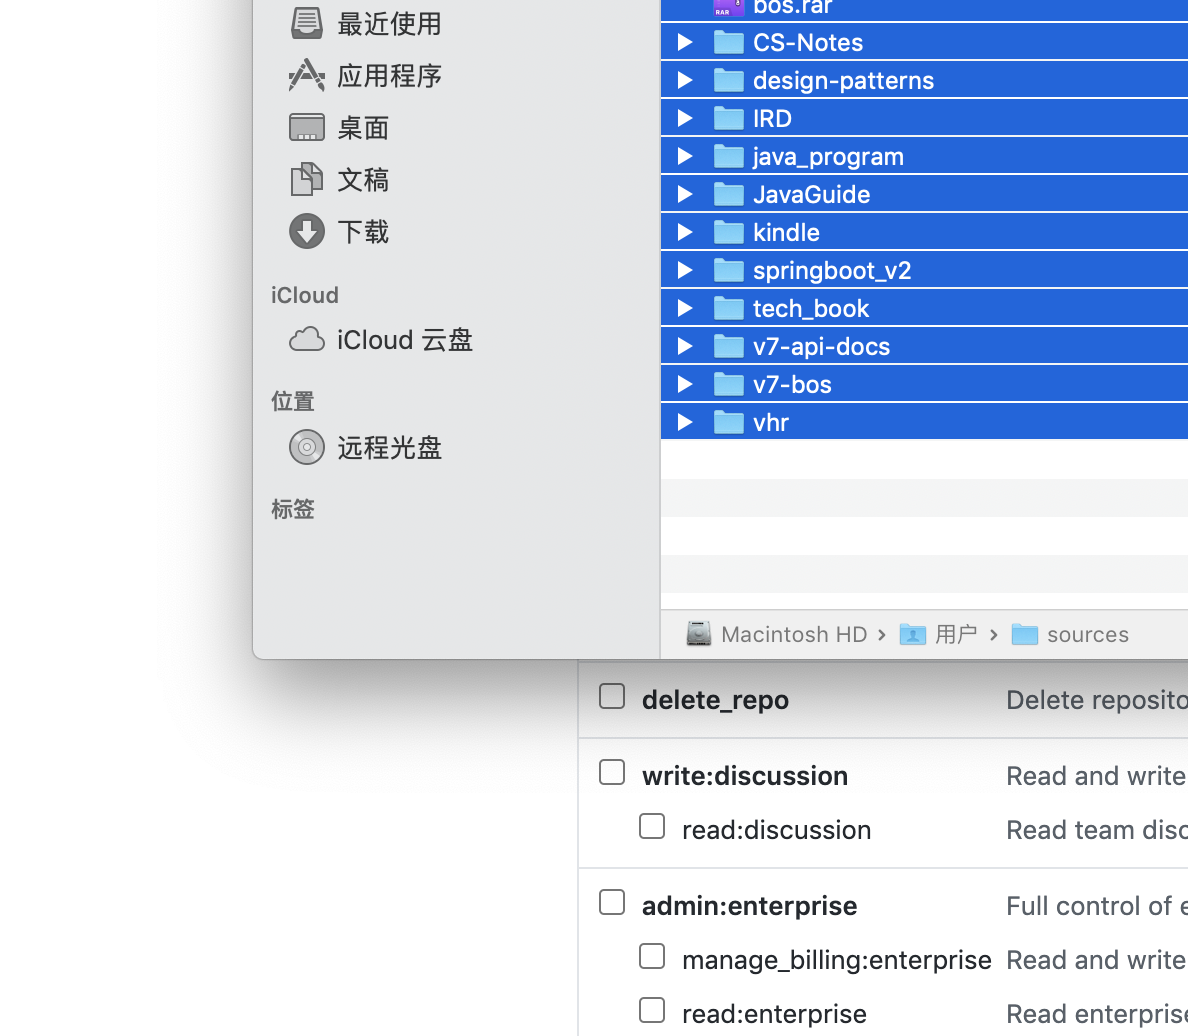 最近使用
应用程序
桌面
文稿
下载
iCloud
iCloud 云盘
位置
远程光盘
标签
bos.rar
CS-Notes
design-patterns
IRD
java_program
JavaGuide
kindle
springboot_v2
tech_book
v7-api-docs
v7-bos
vhr
Macintosh HD › 用户 › sources
delete_repo Delete reposito
write:discussion Read and write
read:discussion Read team disc
admin:enterprise Full control of e
manage_billing:enterprise Read and write
read:enterprise Read enterprise